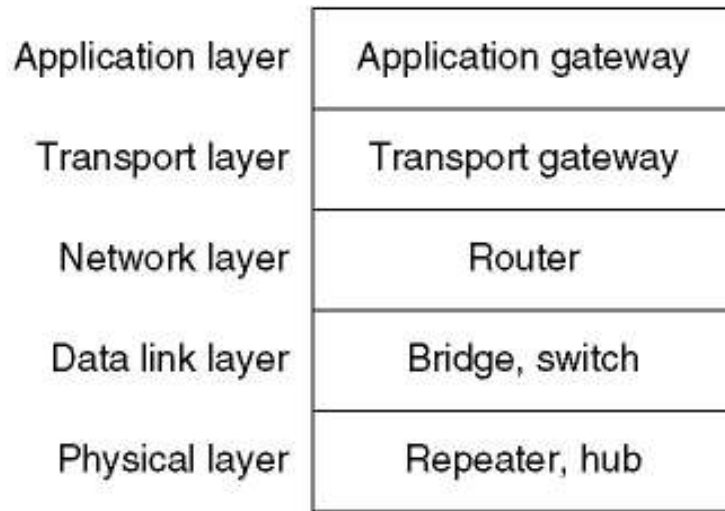 Application layer Application gateway
Transport layer Transport gateway
Network layer Router
Data link layer Bridge, switch
Physical layer Repeater, hub